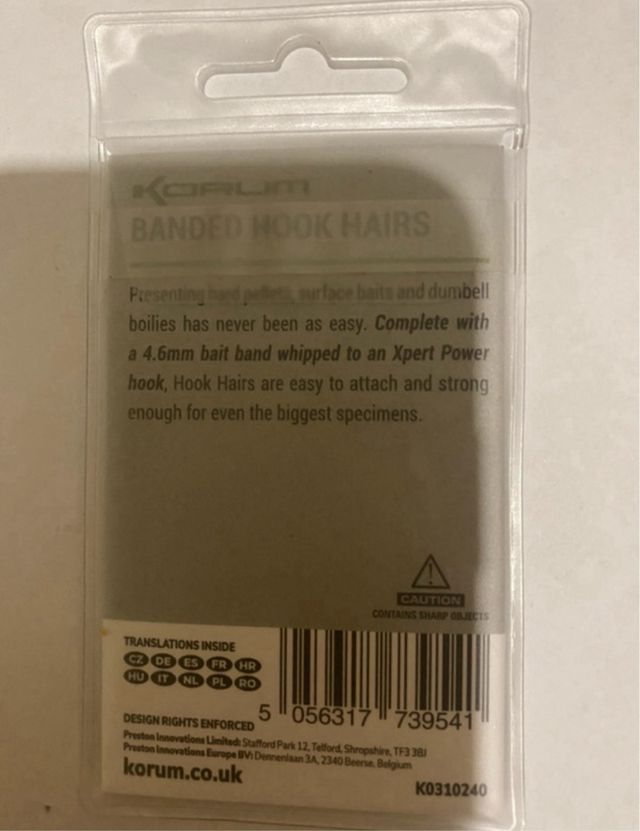 KORUM
BANDED HOOK HAIRS
Presenting hard pellets, surface baits and dumbell
boilies has never been as easy. Complete with
a 4.6mm bait band whipped to an Xpert Power
hook, Hook Hairs are easy to attach and strong
enough for even the biggest specimens.
CAUTION
CONTAINS SHARP OBJECTS
TRANSLATIONS INSIDE
CZ DE ES FR HR
HU IT NL PL RO
DESIGN RIGHTS ENFORCED
5 056317 739541
Preston Innovations Limited: Stafford Park 12, Telford, Shropshire, TF3 3BJ
Preston Innovations Europe BV: Dennenlaan 3A, 2340 Beerse, Belgium
korum.co.uk
K0310240